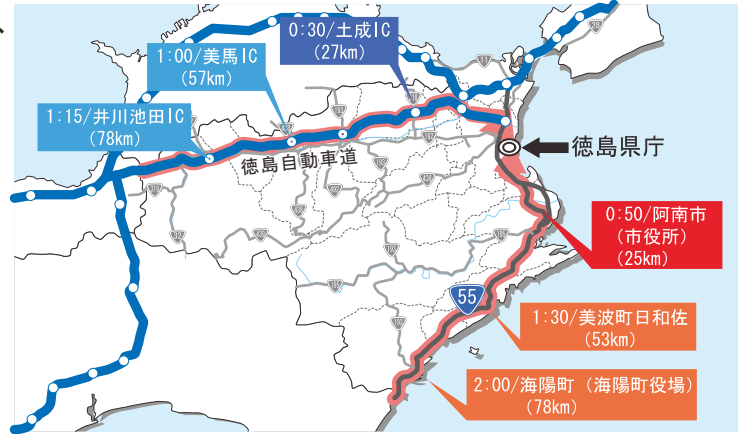 0:30/土成IC
(27km)
1:00/美馬IC
(57km)
1:15/井川池田IC
(78km)
徳島自動車道
徳島県庁
0:50/阿南市
(市役所)
(25km)
55
1:30/美波町日和佐
(53km)
2:00/海陽町（海陽町役場）
(78km)